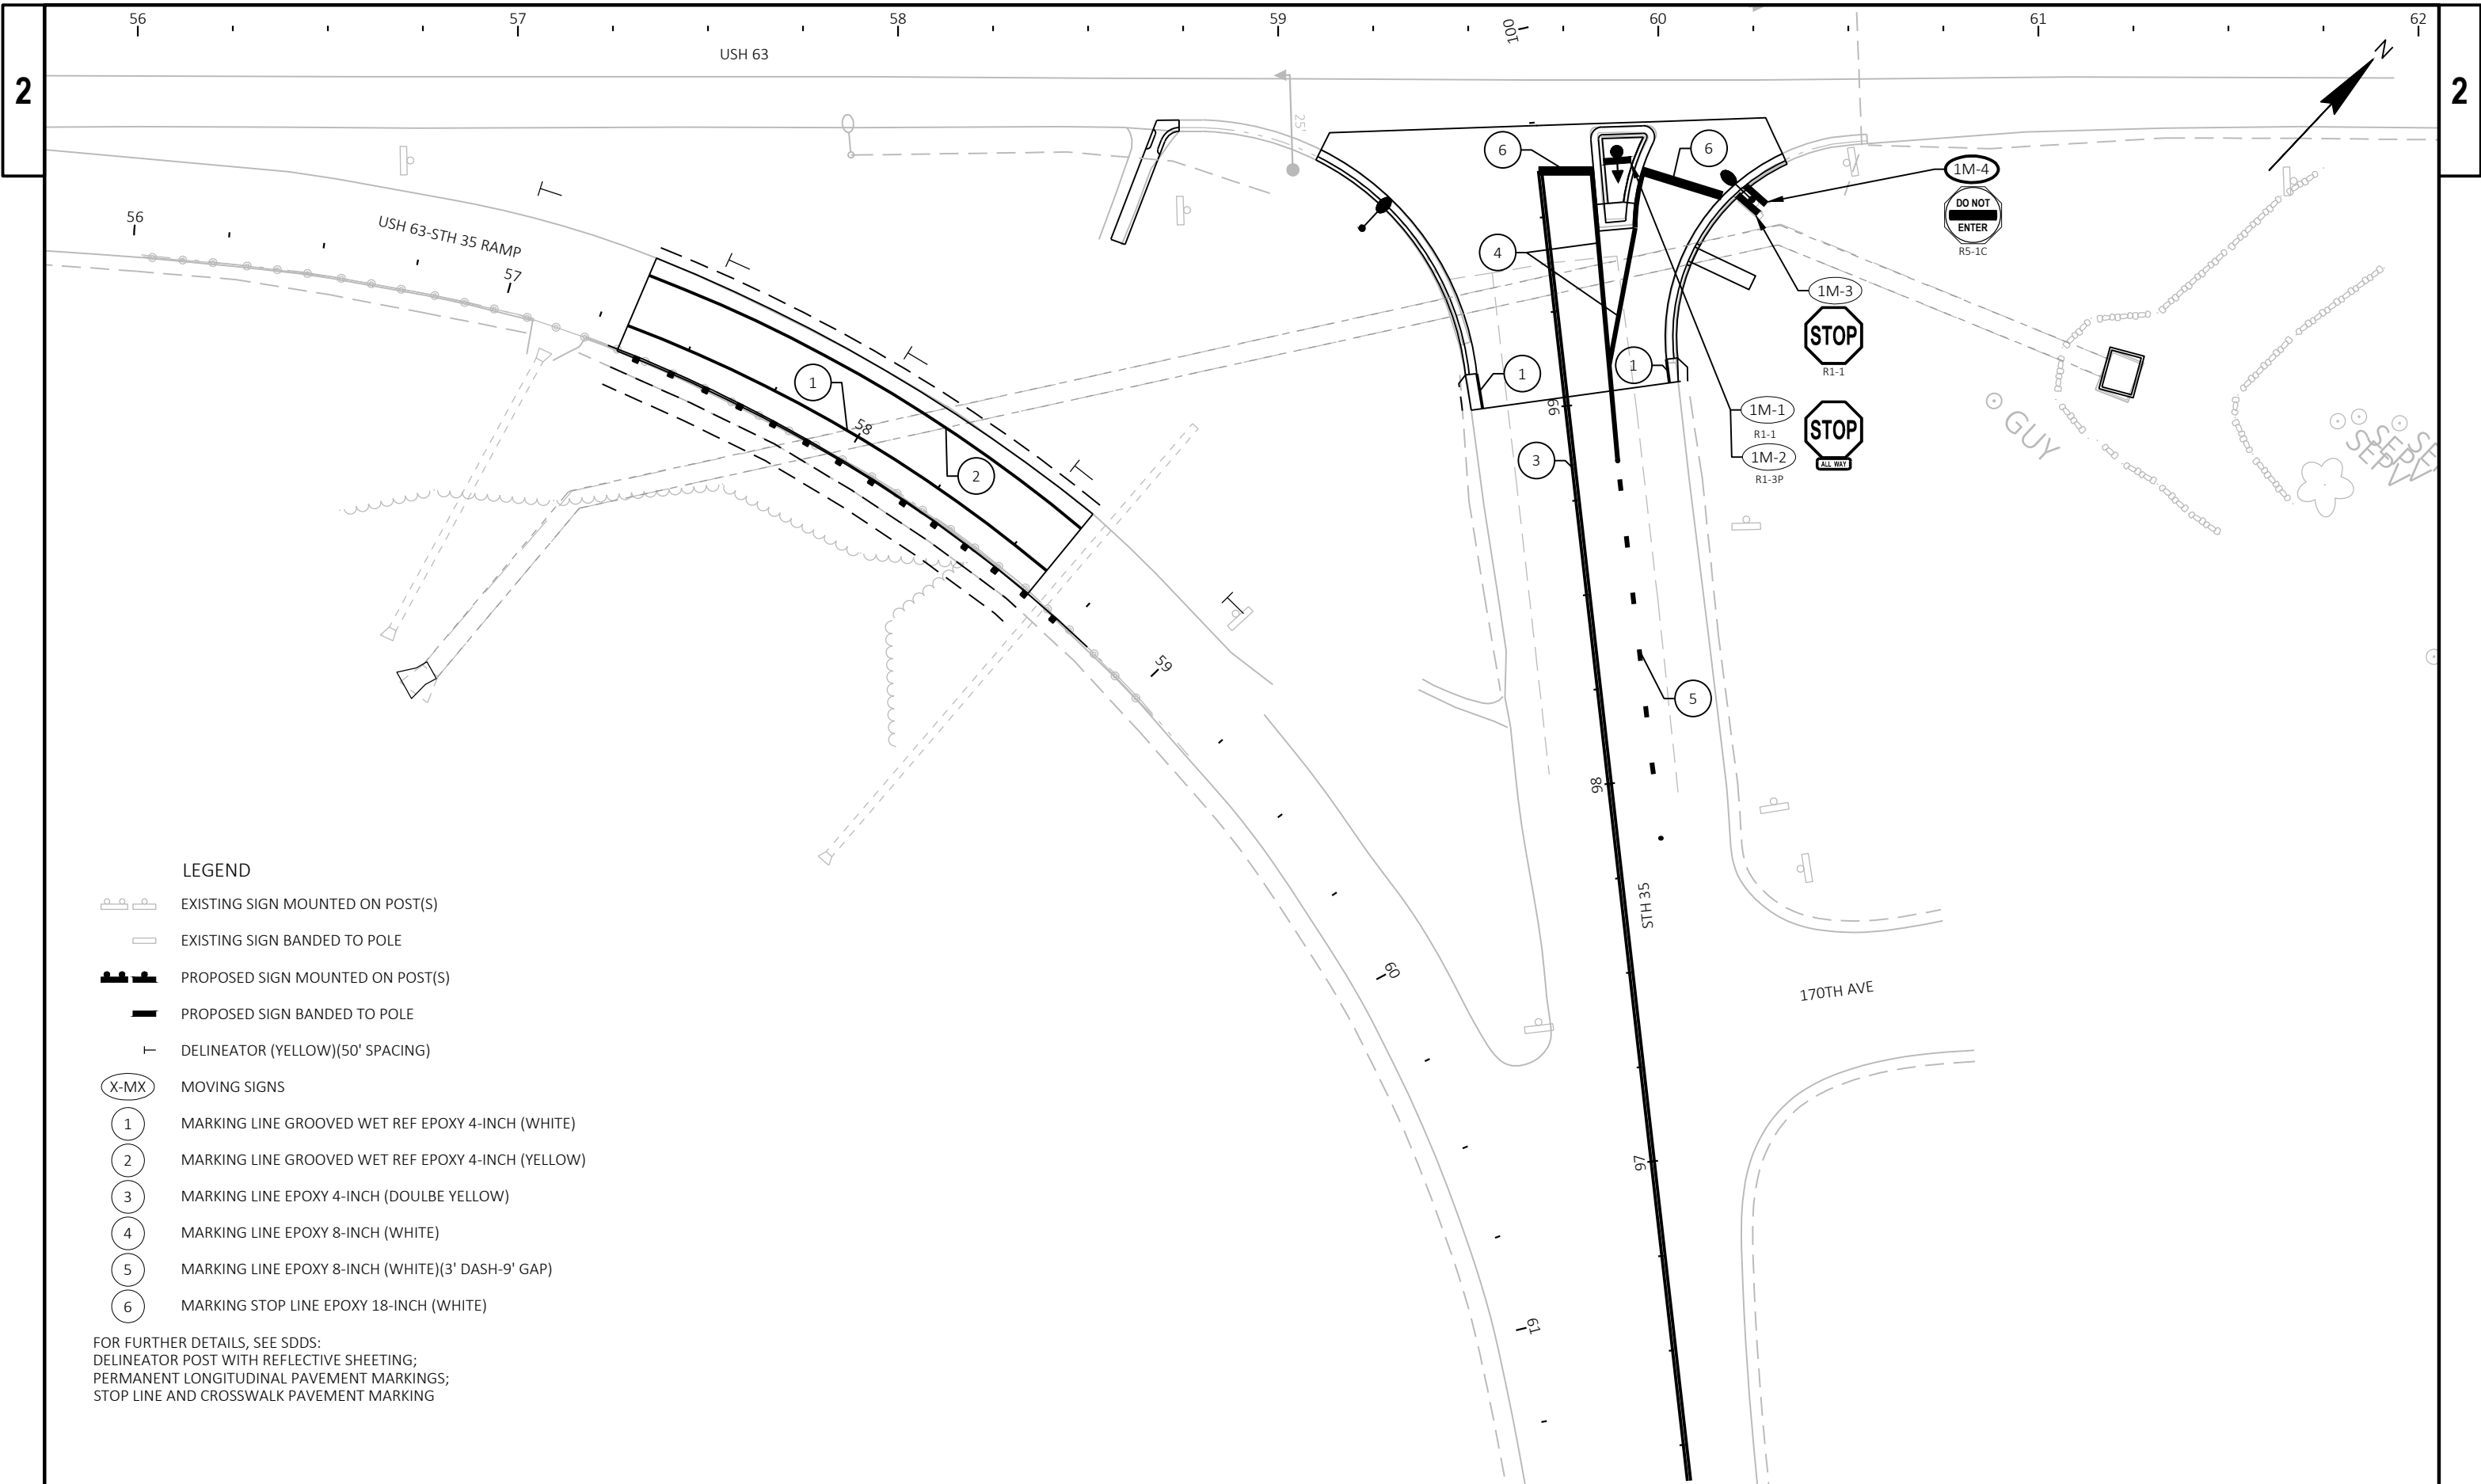 56
57
58
59
100
60
61
62
USH 63
2
2
N
25'
6
6
1M-4
DO NOT
ENTER
R5-1C
56
USH 63-STH 35 RAMP
57
4
1M-3
STOP
R1-1
1
58
2
1
1
99
3
1M-1
R1-1
1M-2
R1-3P
STOP
ALL WAY
GUY
59
5
98
STH 35
60
170TH AVE
97
61
LEGEND
EXISTING SIGN MOUNTED ON POST(S)
EXISTING SIGN BANDED TO POLE
PROPOSED SIGN MOUNTED ON POST(S)
PROPOSED SIGN BANDED TO POLE
DELINEATOR (YELLOW)(50' SPACING)
X-MX MOVING SIGNS
1 MARKING LINE GROOVED WET REF EPOXY 4-INCH (WHITE)
2 MARKING LINE GROOVED WET REF EPOXY 4-INCH (YELLOW)
3 MARKING LINE EPOXY 4-INCH (DOULBE YELLOW)
4 MARKING LINE EPOXY 8-INCH (WHITE)
5 MARKING LINE EPOXY 8-INCH (WHITE)(3' DASH-9' GAP)
6 MARKING STOP LINE EPOXY 18-INCH (WHITE)
FOR FURTHER DETAILS, SEE SDDS:
DELINEATOR POST WITH REFLECTIVE SHEETING;
PERMANENT LONGITUDINAL PAVEMENT MARKINGS;
STOP LINE AND CROSSWALK PAVEMENT MARKING